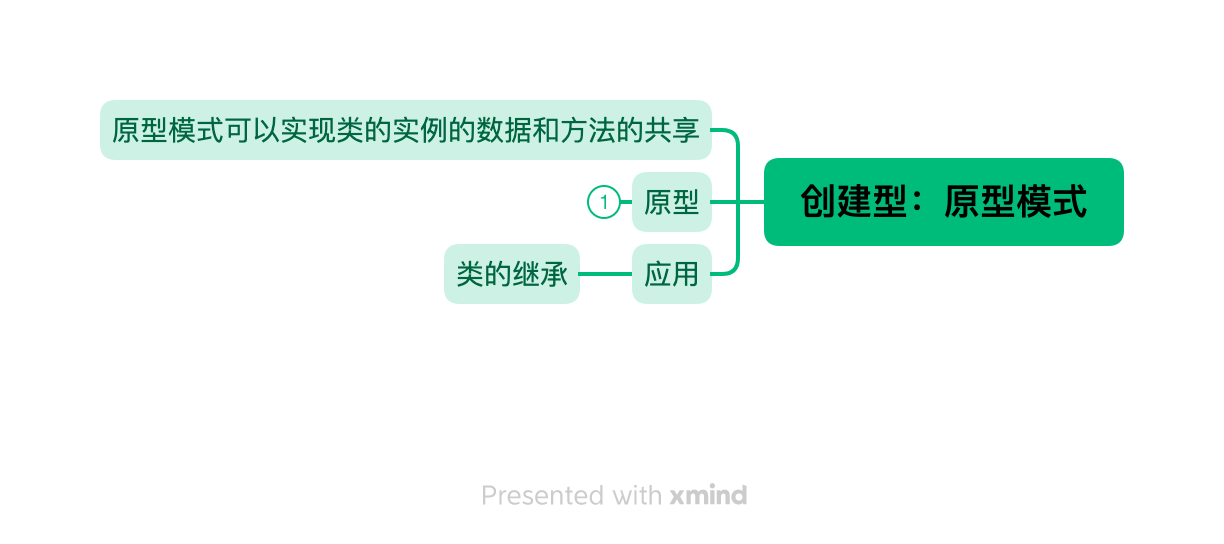 原型模式可以实现类的实例的数据和方法的共享
创建型：原型模式
1
原型
类的继承
应用
Presented with xmind